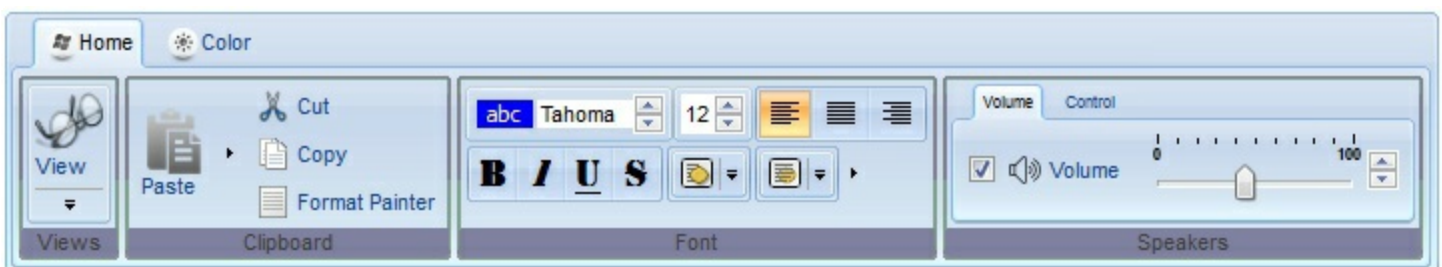 Home
Color
View
Views
Paste
Cut
Copy
Format Painter
Clipboard
abc Tahoma
12
B I U S
Font
Volume
Control
Volume
0
100
Speakers